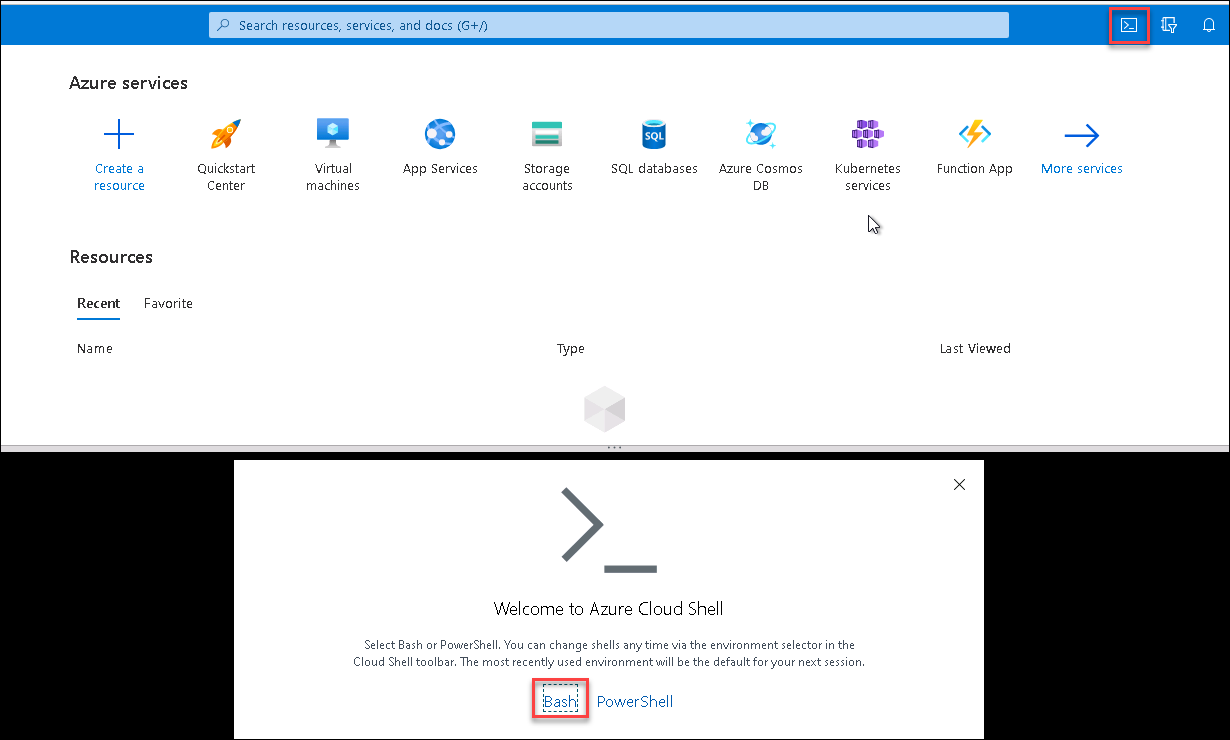 Search resources, services, and docs (G+/)
Azure services
Create a
resource
Quickstart
Center
Virtual
machines
App Services
Storage
accounts
SQL
SQL databases
Azure Cosmos
DB
Kubernetes
services
Function App
More services
Resources
Recent Favorite
Name Type Last Viewed
Welcome to Azure Cloud Shell
Select Bash or PowerShell. You can change shells any time via the environment selector in the
Cloud Shell toolbar. The most recently used environment will be the default for your next session.
Bash PowerShell